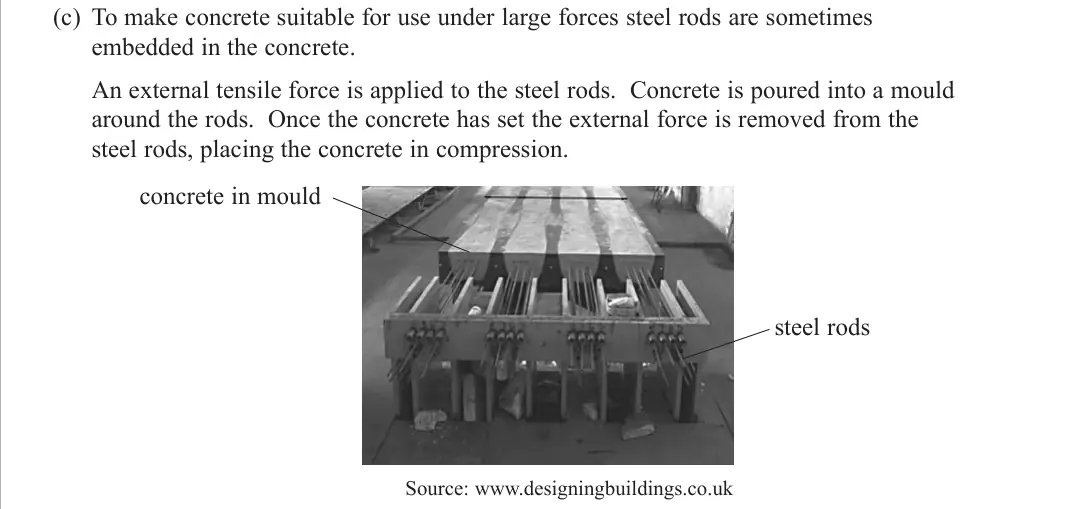 (c) To make concrete suitable for use under large forces steel rods are sometimes
embedded in the concrete.
An external tensile force is applied to the steel rods.  Concrete is poured into a mould
around the rods.  Once the concrete has set the external force is removed from the
steel rods, placing the concrete in compression.
concrete in mould
steel rods
Source: www.designingbuildings.co.uk